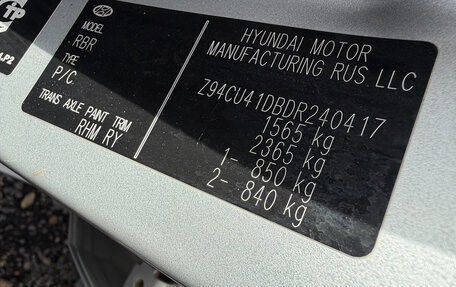 HYUNDAI MOTOR
MANUFACTURING RUS, LLC
MODEL
RBR
TYPE
P/C
TRANS AXLE PAINT TRIM
RHM RY
Z94CU41DBDR240417
1565 kg
2365 kg
1- 850 kg
2- 840 kg